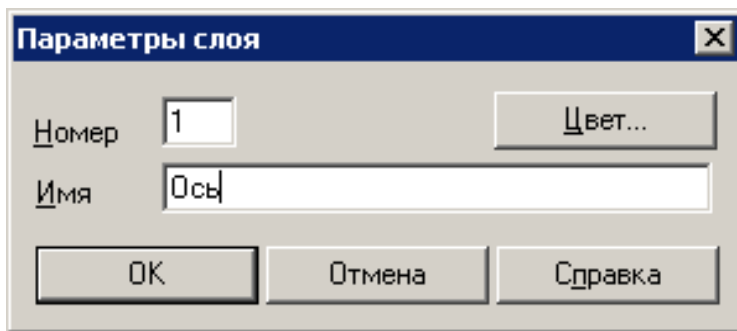 Параметры слоя
Номер 1 Цвет...
Имя Ось
OK Отмена Справка